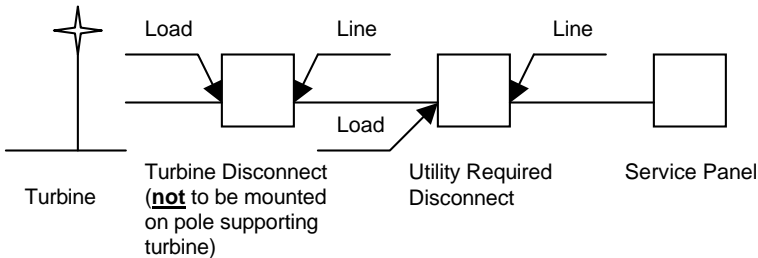 Load
Line
Line
Load
Turbine
Turbine Disconnect
(not to be mounted
on pole supporting
turbine)
Utility Required
Disconnect
Service Panel